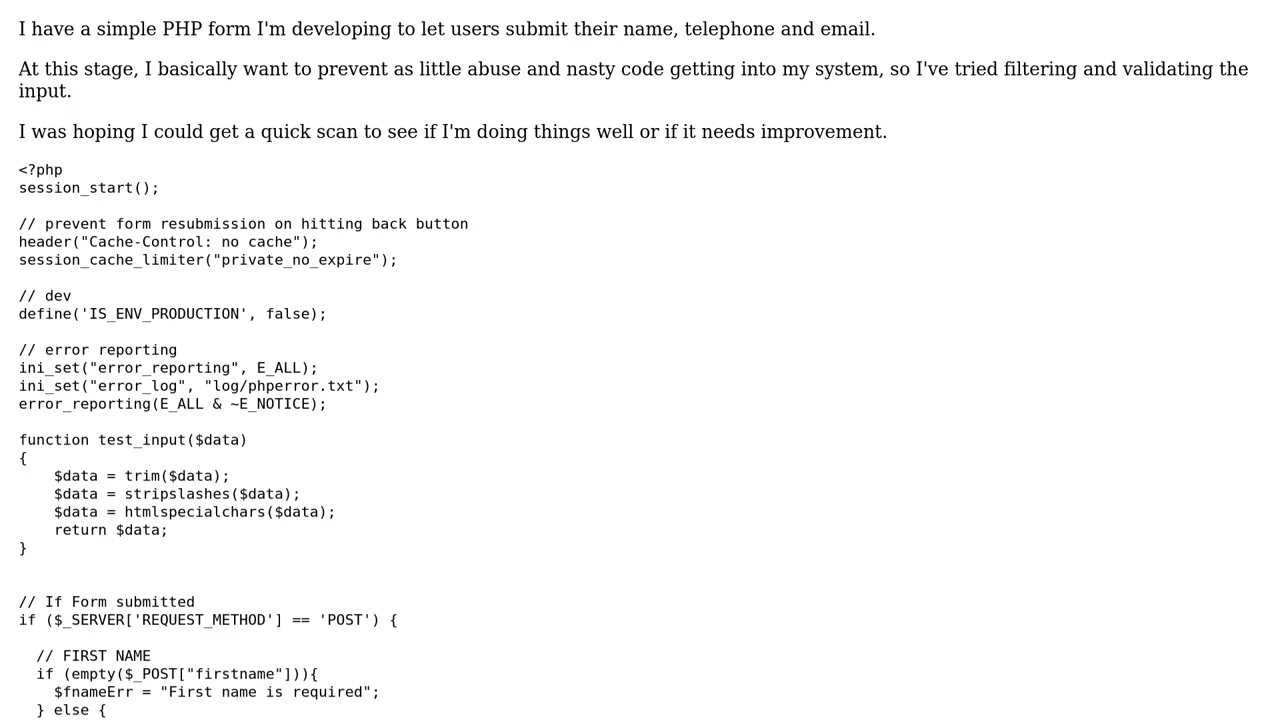 I have a simple PHP form I'm developing to let users submit their name, telephone and email.
At this stage, I basically want to prevent as little abuse and nasty code getting into my system, so I've tried filtering and validating the
input.
I was hoping I could get a quick scan to see if I'm doing things well or if it needs improvement.
<?php
session_start();

// prevent form resubmission on hitting back button
header("Cache-Control: no cache");
session_cache_limiter("private_no_expire");

// dev
define('IS_ENV_PRODUCTION', false);

// error reporting
ini_set("error_reporting", E_ALL);
ini_set("error_log", "log/phperror.txt");
error_reporting(E_ALL & ~E_NOTICE);

function test_input($data)
{
    $data = trim($data);
    $data = stripslashes($data);
    $data = htmlspecialchars($data);
    return $data;
}

// If Form submitted
if ($_SERVER['REQUEST_METHOD'] == 'POST') {

  // FIRST NAME
  if (empty($_POST["firstname"])){
    $fnameErr = "First name is required";
  } else {